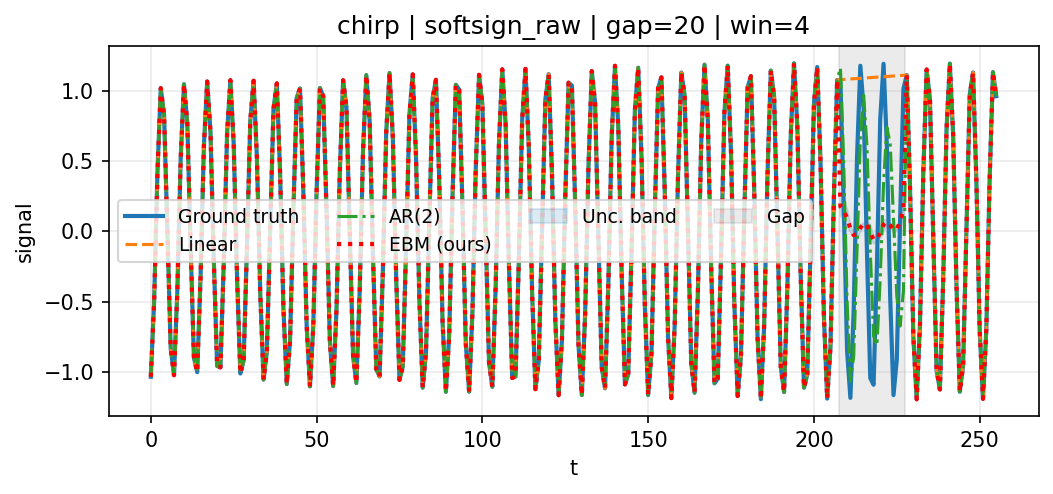 chirp | softsign_raw | gap=20 | win=4
signal
1.0
0.5
0.0
−0.5
−1.0
Ground truth AR(2) Unc. band Gap
Linear EBM (ours)
0 50 100 150 200 250
t